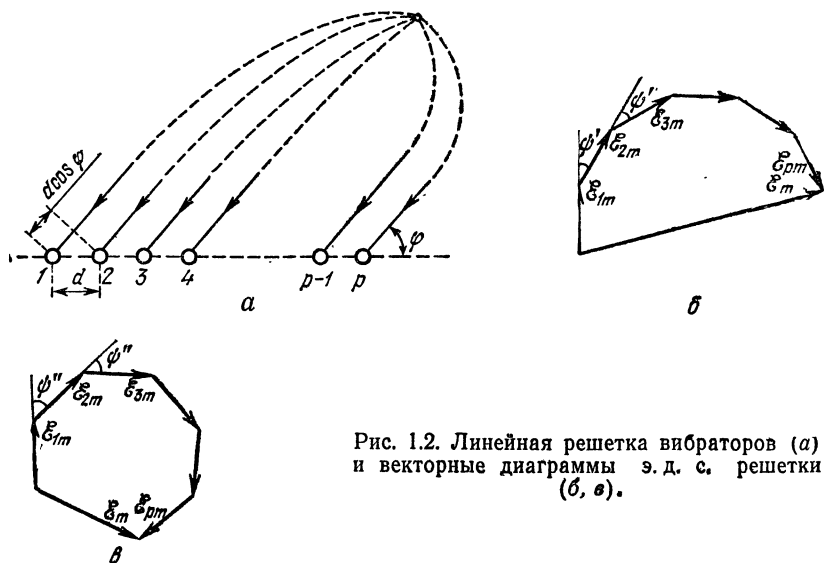 d cos φ
1 2 3 4 p-1 p
d
φ
а
ψ'
ψ"
ℰ1m
ℰ2m
ℰ3m
ℰpm
ℰm
б
ψ"
ψ"
ℰ1m
ℰ2m
ℰ3m
ℰm ℰpm
в
Рис. 1.2. Линейная решетка вибраторов (а)
и векторные диаграммы э. д. с. решетки
(б, в).